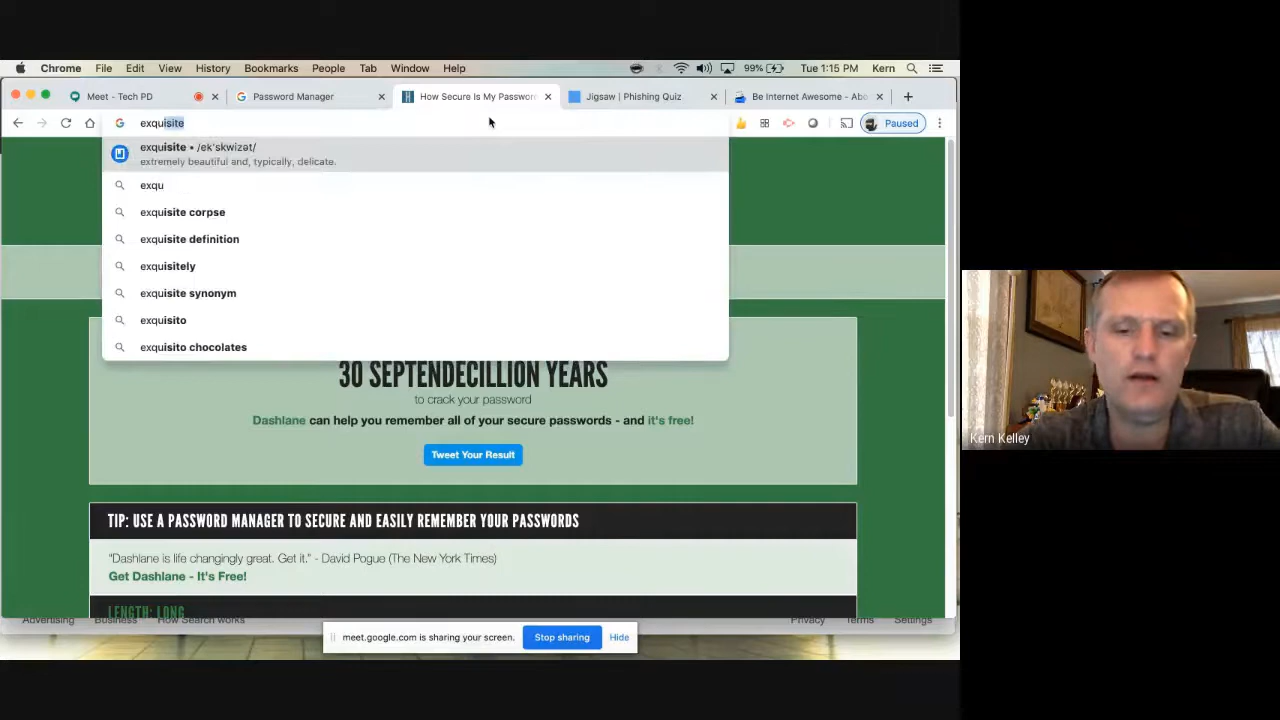 Chrome File Edit View History Bookmarks People Tab Window Help 99% Tue 1:15 PM Kern
Meet - Tech PD Password Manager How Secure Is My Passwor Jigsaw | Phishing Quiz Be Internet Awesome - Abo
exquisite Paused
exquisite • /ekˈskwizət/
extremely beautiful and, typically, delicate.
exqu
exquisite corpse
exquisite definition
exquisitely
exquisite synonym
exquisito
exquisito chocolates
30 SEPTENDECILLION YEARS
to crack your password
Dashlane can help you remember all of your secure passwords - and it's free!
Tweet Your Result
TIP: USE A PASSWORD MANAGER TO SECURE AND EASILY REMEMBER YOUR PASSWORDS
"Dashlane is life changingly great. Get it." - David Pogue (The New York Times)
Get Dashlane - It's Free!
LENGTH: LONG
Advertising Business How Search works Privacy Terms Settings
meet.google.com is sharing your screen. Stop sharing Hide
Kern Kelley